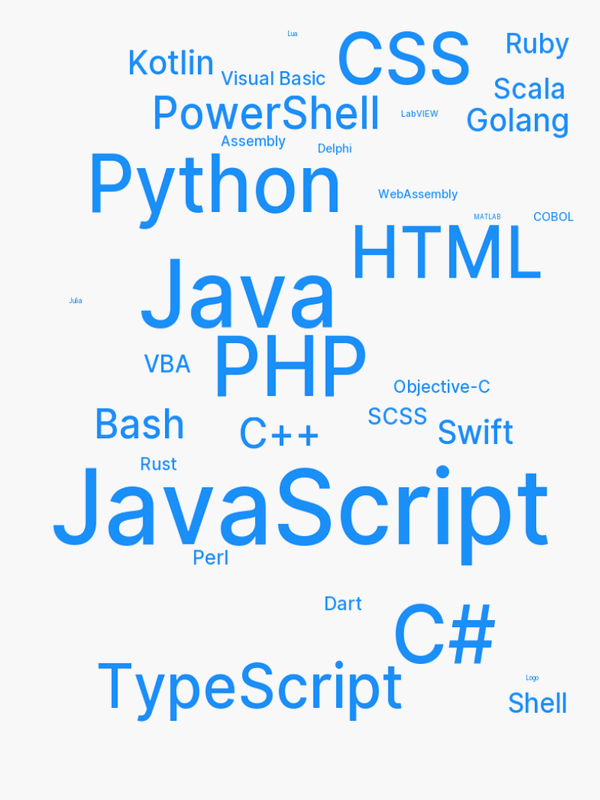 Lua
CSS
Ruby
Kotlin
Visual Basic
Scala
PowerShell
LabVIEW
Golang
Assembly
Delphi
Python
WebAssembly
MATLAB
COBOL
HTML
Java
Julia
PHP
VBA
Objective-C
SCSS
Bash
C++
Swift
Rust
JavaScript
Perl
Dart
C#
TypeScript
Logo
Shell